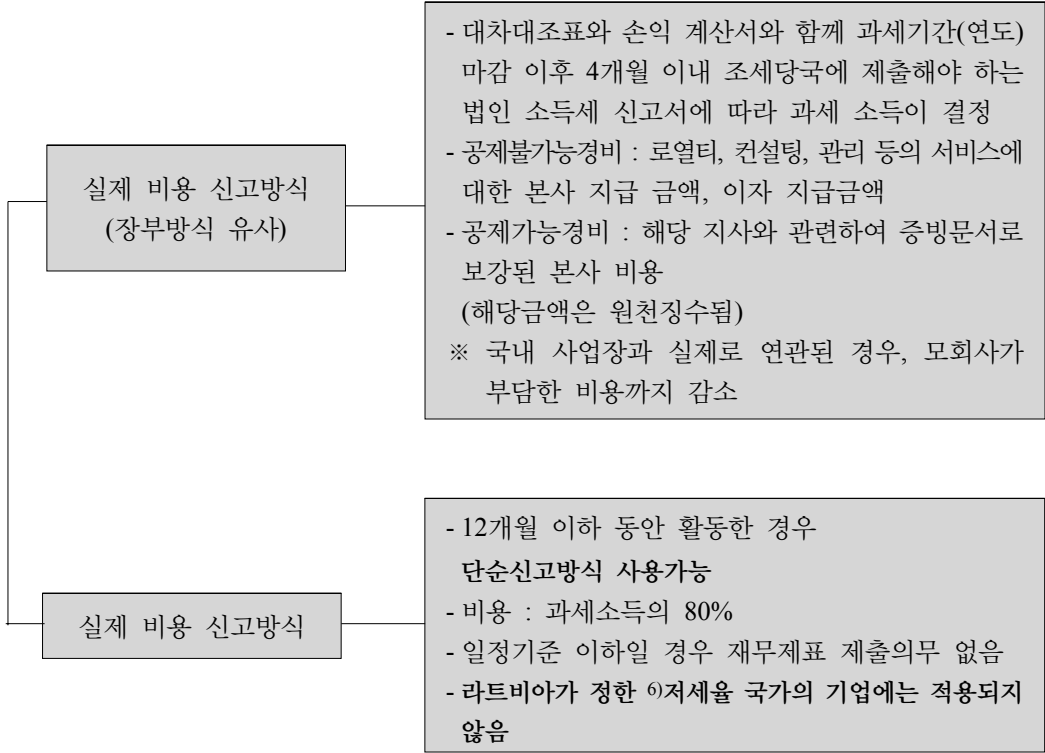 실제 비용 신고방식
(장부방식 유사)
- 대차대조표와 손익 계산서와 함께 과세기간(연도)
마감 이후 4개월 이내 조세당국에 제출해야 하는
법인 소득세 신고서에 따라 과세 소득이 결정
- 공제불가능경비 : 로열티, 컨설팅, 관리 등의 서비스에
대한 본사 지급 금액, 이자 지급금액
- 공제가능경비 : 해당 지사와 관련하여 증빙문서로
보강된 본사 비용
(해당금액은 원천징수됨)
※ 국내 사업장과 실제로 연관된 경우, 모회사가
부담한 비용까지 감소
실제 비용 신고방식
- 12개월 이하 동안 활동한 경우
단순신고방식 사용가능
- 비용 : 과세소득의 80%
- 일정기준 이하일 경우 재무제표 제출의무 없음
- 라트비아가 정한 6)저세율 국가의 기업에는 적용되지
않음